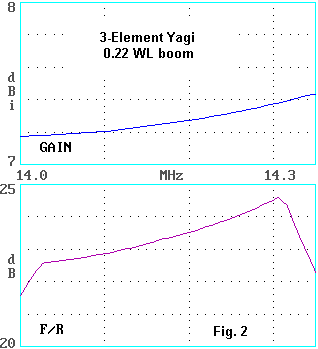 8
3-Element Yagi
0.22 WL boom
dBi
GAIN
7
14.0 MHz 14.3
25
dB
F/R
Fig. 2
20